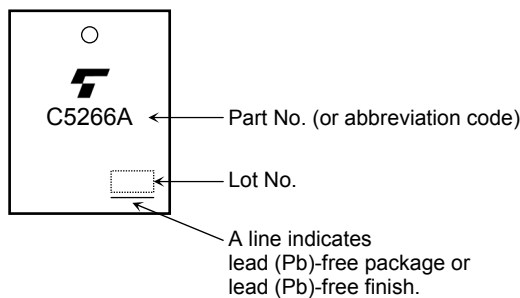 C5266A
Part No. (or abbreviation code)
Lot No.
A line indicates
lead (Pb)-free package or
lead (Pb)-free finish.